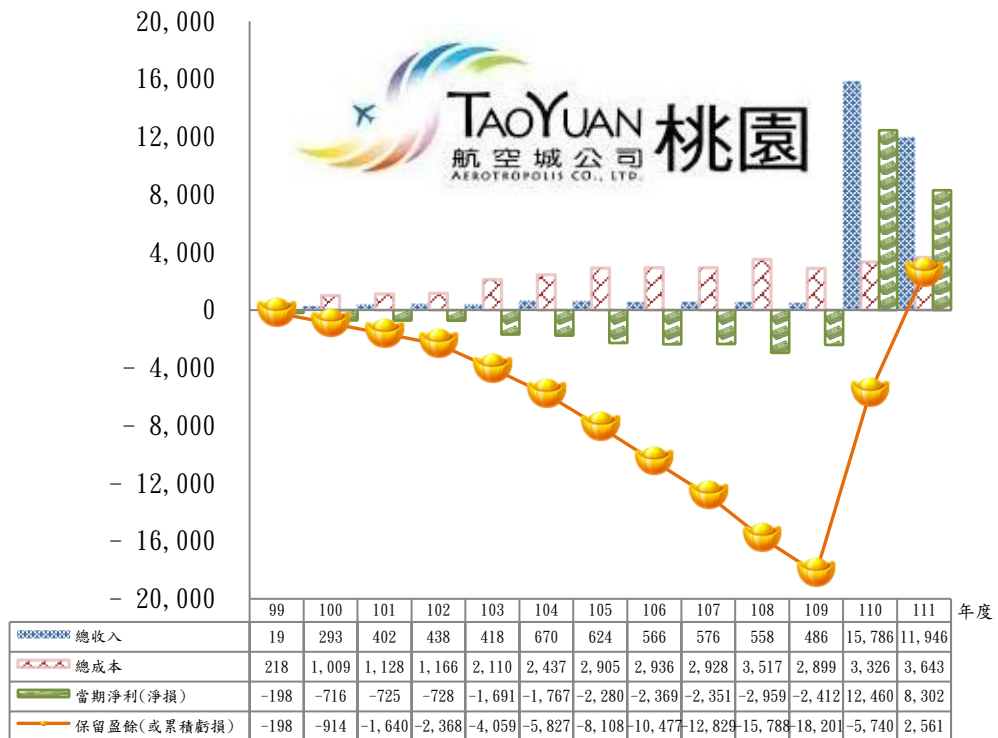 20,000
16,000
12,000
8,000
4,000
0
- 4,000
- 8,000
- 12,000
- 16,000
- 20,000
TAOYUAN 桃園
航空城公司
AEROTROPOLIS CO., LTD.
99 100 101 102 103 104 105 106 107 108 109 110 111 年度
總收入 19 293 402 438 418 670 624 566 576 558 486 15,786 11,946
總成本 218 1,009 1,128 1,166 2,110 2,437 2,905 2,936 2,928 3,517 2,899 3,326 3,643
當期淨利(淨損) -198 -716 -725 -728 -1,691 -1,767 -2,280 -2,369 -2,351 -2,959 -2,412 12,460 8,302
保留盈餘(或累積虧損) -198 -914 -1,640 -2,368 -4,059 -5,827 -8,108 -10,477 -12,829 -15,788 -18,201 -5,740 2,561